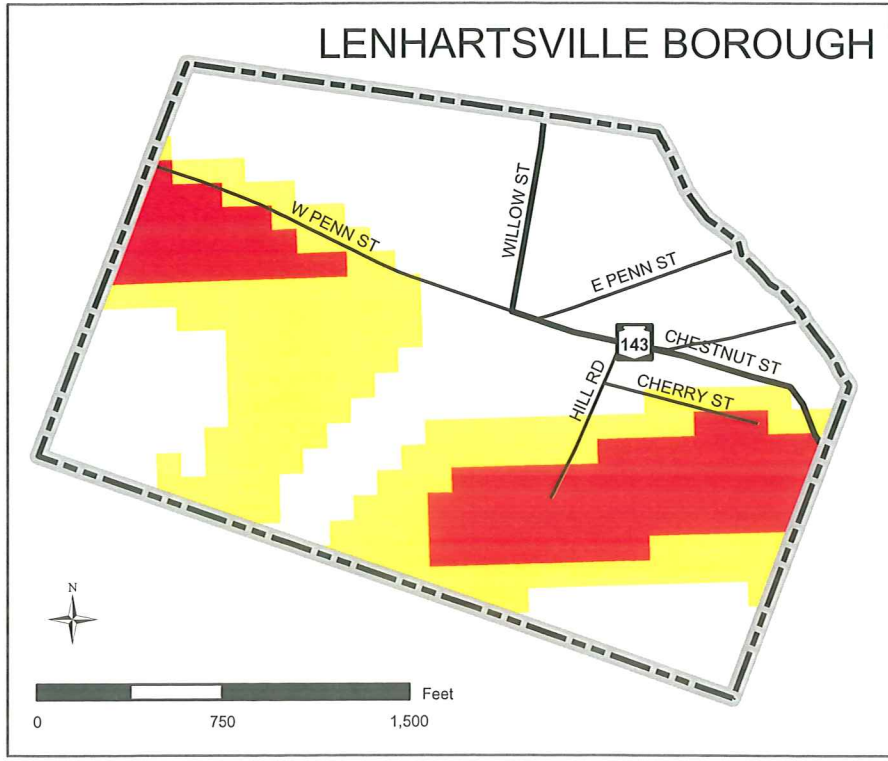 LENHARTSVILLE BOROUGH
WILLOW ST
W PENN ST
E PENN ST
143
CHESTNUT ST
HILL RD
CHERRY ST
N
Feet
0 750 1,500